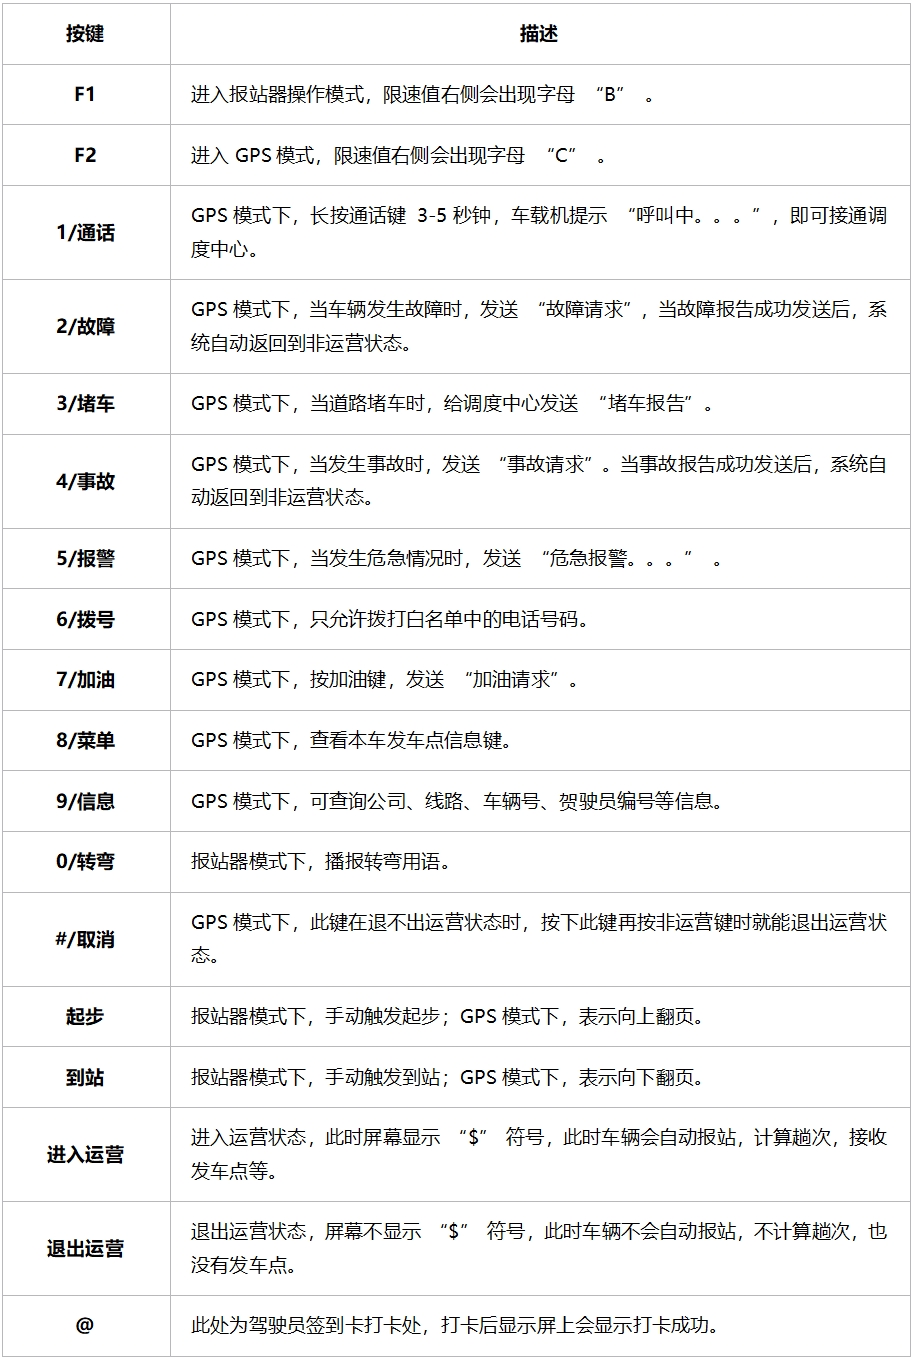 按键 描述
F1 进入报站器操作模式，限速值右侧会出现字母 “B” 。
F2 进入 GPS 模式，限速值右侧会出现字母 “C” 。
1/通话 GPS 模式下，长按通话键 3-5 秒钟，车载机提示 “呼叫中。。。”，即可接通调
度中心。
2/故障 GPS 模式下，当车辆发生故障时，发送 “故障请求”，当故障报告成功发送后，系
统自动返回到非运营状态。
3/堵车 GPS 模式下，当道路堵车时，给调度中心发送 “堵车报告”。
4/事故 GPS 模式下，当发生事故时，发送 “事故请求”。当事故报告成功发送后，系统自
动返回到非运营状态。
5/报警 GPS 模式下，当发生危急情况时，发送 “危急报警。。。” 。
6/拨号 GPS 模式下，只允许拨打白名单中的电话号码。
7/加油 GPS 模式下，按加油键，发送 “加油请求”。
8/菜单 GPS 模式下，查看本车发车点信息键。
9/信息 GPS 模式下，可查询公司、线路、车辆号、驾驶员编号等信息。
0/转弯 报站器模式下，播报转弯用语。
#/取消 GPS 模式下，此键在退不出运营状态时，按下此键再按非运营键时就能退出运营状
态。
起步 报站器模式下，手动触发起步；GPS 模式下，表示向上翻页。
到站 报站器模式下，手动触发到站；GPS 模式下，表示向下翻页。
进入运营 进入运营状态，此时屏幕显示 “$” 符号，此时车辆会自动报站，计算趟次，接收
发车点等。
退出运营 退出运营状态，屏幕不显示 “$” 符号，此时车辆不会自动报站，不计算趟次，也
没有发车点。
@ 此处为驾驶员签到卡打卡处，打卡后显示屏上会显示打卡成功。